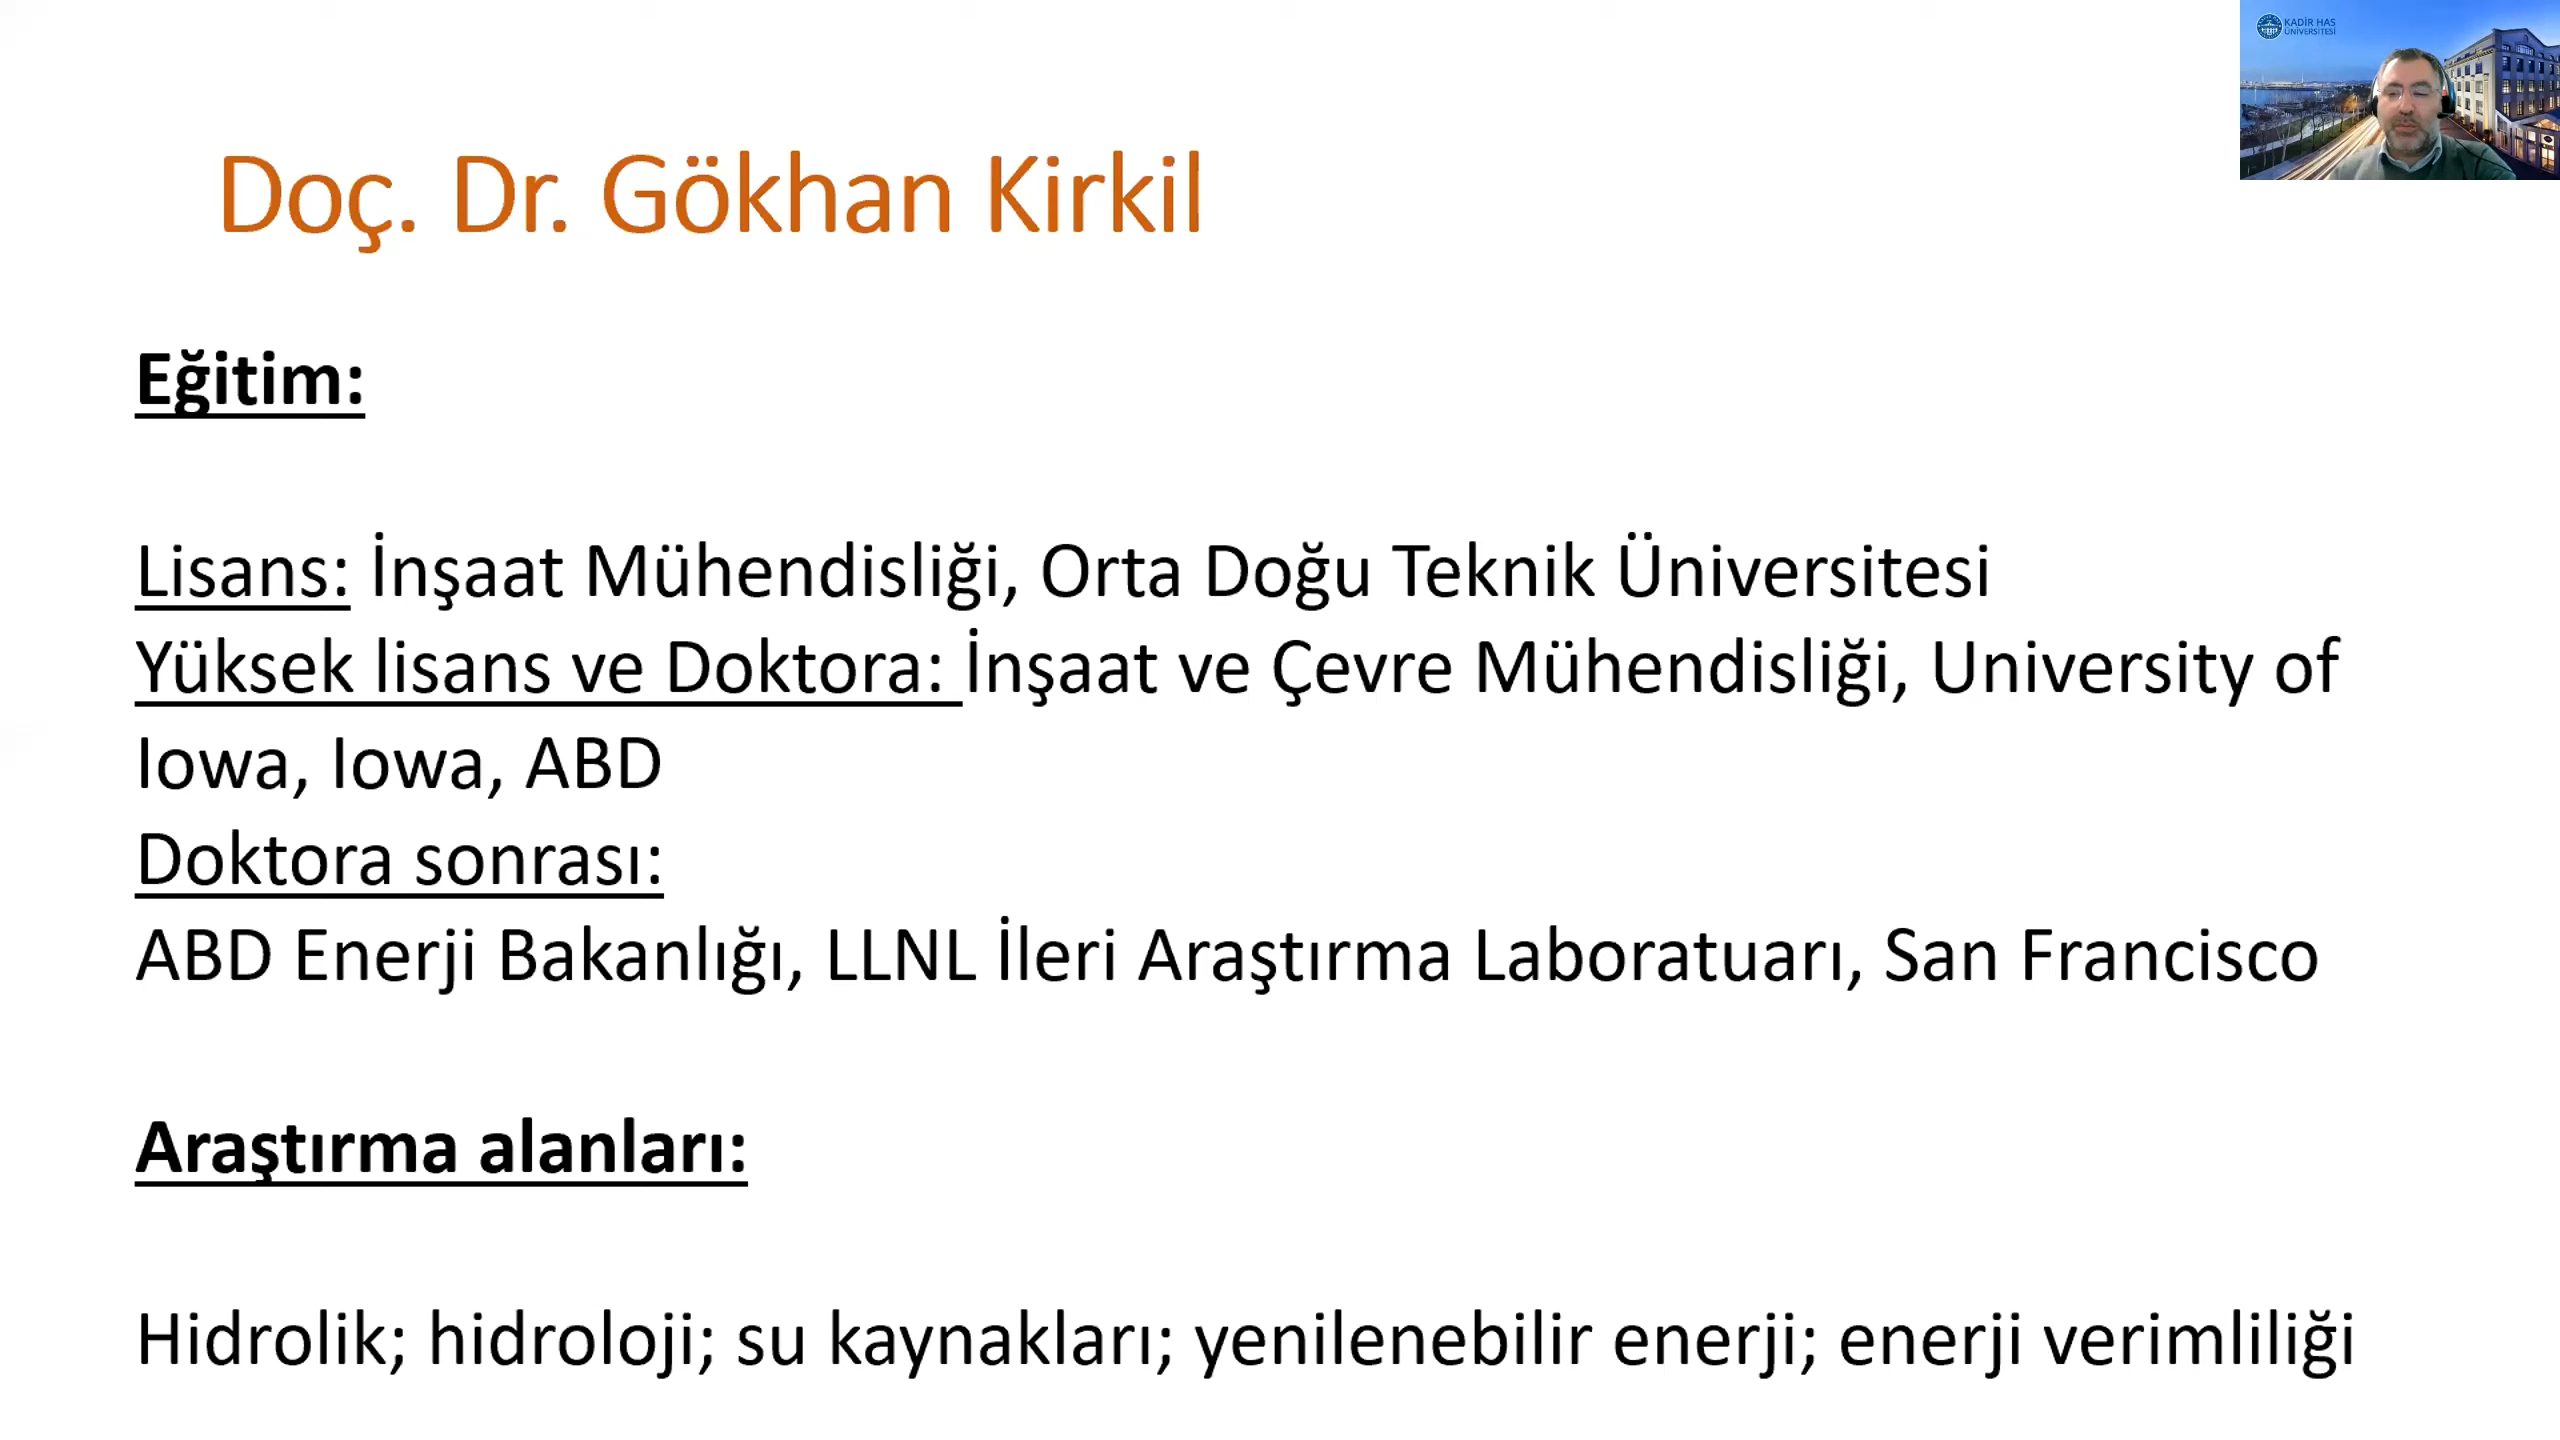 KADİR HAS
ÜNİVERSİTESİ
Doç. Dr. Gökhan Kirkil
Eğitim:
Lisans: İnşaat Mühendisliği, Orta Doğu Teknik Üniversitesi
Yüksek lisans ve Doktora: İnşaat ve Çevre Mühendisliği, University of
Iowa, Iowa, ABD
Doktora sonrası:
ABD Enerji Bakanlığı, LLNL İleri Araştırma Laboratuarı, San Francisco
Araştırma alanları:
Hidrolik; hidroloji; su kaynakları; yenilenebilir enerji; enerji verimliliği